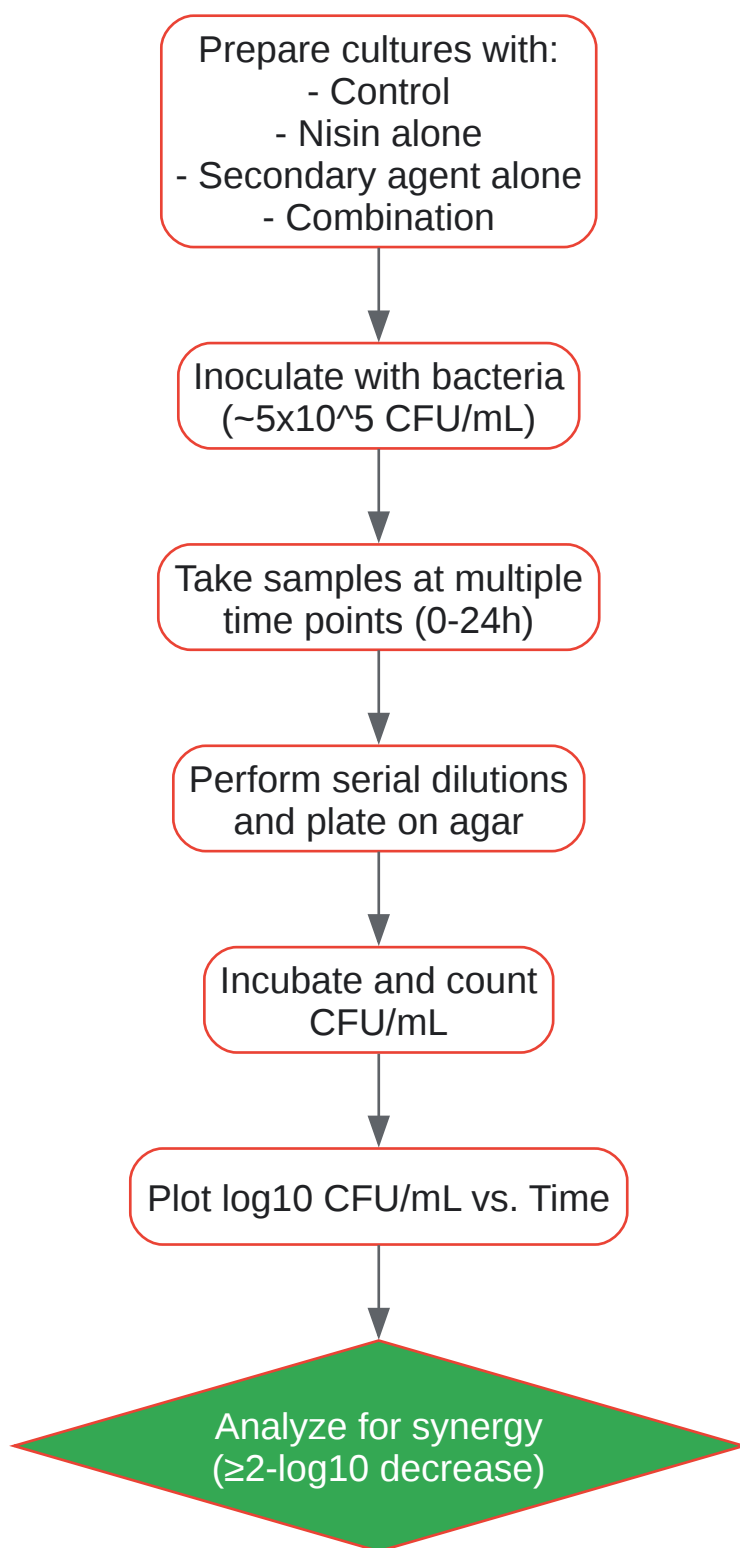 Prepare cultures with:
- Control
- Nisin alone
- Secondary agent alone
- Combination
Inoculate with bacteria
(~5x10^5 CFU/mL)
Take samples at multiple
time points (0-24h)
Perform serial dilutions
and plate on agar
Incubate and count
CFU/mL
Plot log10 CFU/mL vs. Time
Analyze for synergy
(≥2-log10 decrease)